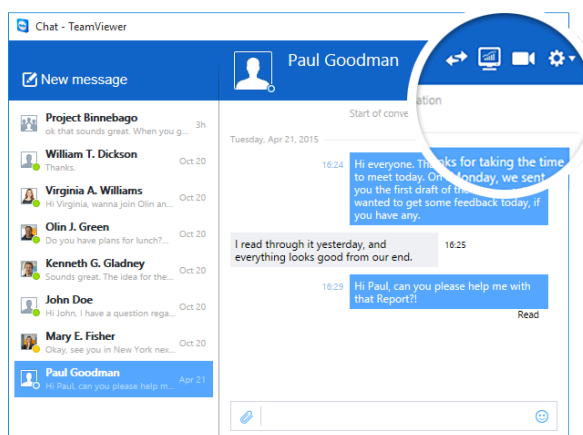 Chat - TeamViewer
New message
Project Binnebago
ok that sounds great. When you g...
3h
William T. Dickson
Thanks.
Oct 20
Virginia A. Williams
Hi Virginia, wanna join Olin an...
Oct 20
Olin J. Green
Do you have plans for lunch?...
Oct 20
Kenneth G. Gladney
Sounds great. The idea for the...
Oct 20
John Doe
Hi John, I have a question rega...
Oct 20
Mary E. Fisher
Okay, see you in New York nex...
Oct 20
Paul Goodman
Hi Paul, can you please help m...
Apr 21
Paul Goodman
Start of conve
ation
Tuesday, Apr 21, 2015
16:24
Hi everyone. Thanks for taking the time
to meet today. On Monday, we sent
you the first draft of the
wanted to get some feedback today, if
you have any.
I read through it yesterday, and
everything looks good from our end.
16:25
16:29
Hi Paul, can you please help me with
that Report?!
Read